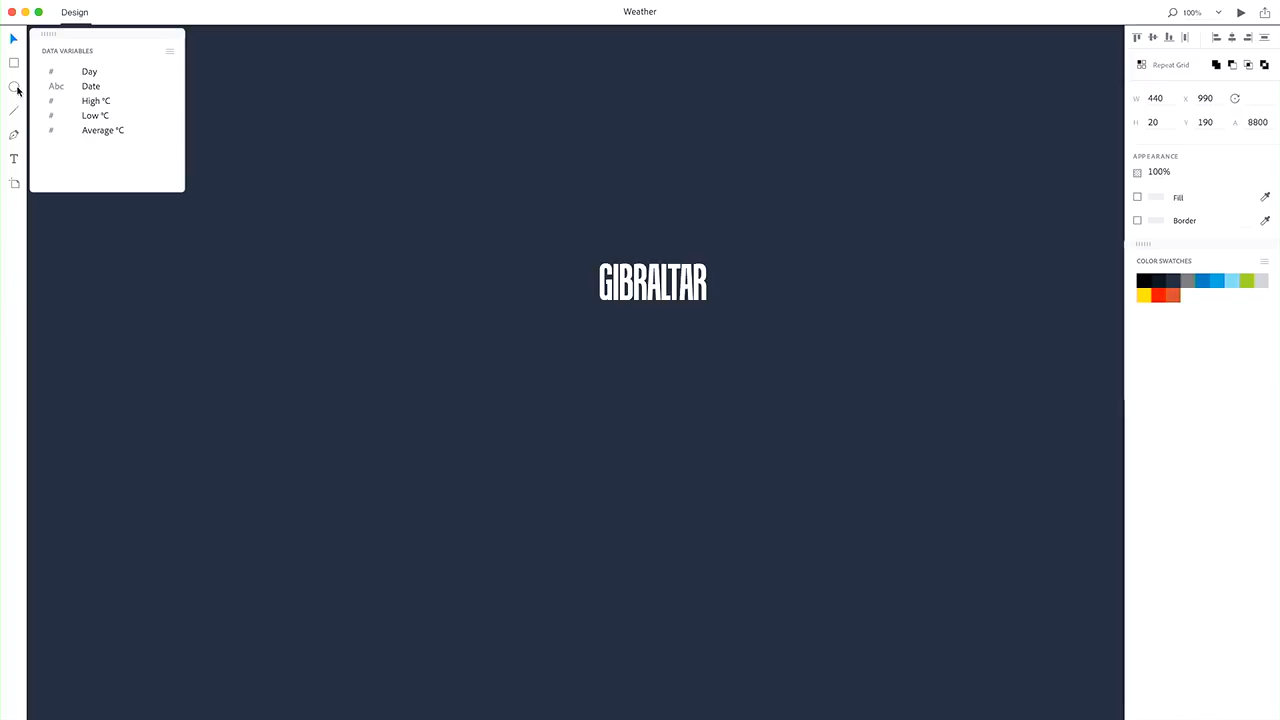 Design
Weather
100%
DATA VARIABLES
# Day
Abc Date
# High °C
# Low °C
# Average °C
GIBRALTAR
Repeat Grid
W 440 X 990
H 20 Y 190 A 8800
APPEARANCE
100%
Fill
Border
COLOR SWATCHES
T